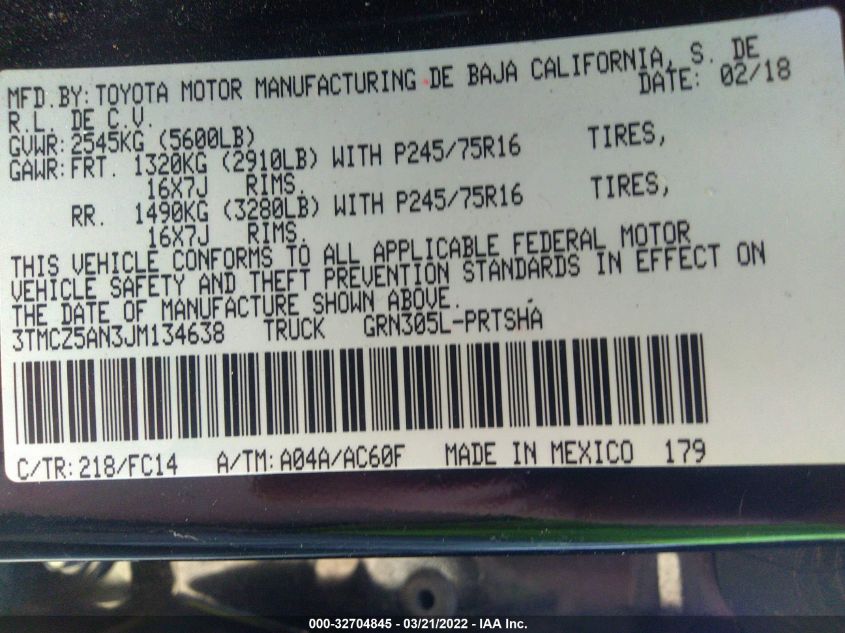 MFD.BY:TOYOTA MOTOR MANUFACTURING DE BAJA CALIFORNIA, S. DE
R.L. DE C.V. DATE: 02/18
GVWR:2545KG (5600LB)
GAWR:FRT. 1320KG (2910LB) WITH P245/75R16 TIRES,
16X7J RIMS.
RR. 1490KG (3280LB) WITH P245/75R16 TIRES,
16X7J RIMS.
THIS VEHICLE CONFORMS TO ALL APPLICABLE FEDERAL MOTOR
VEHICLE SAFETY AND THEFT PREVENTION STANDARDS IN EFFECT ON
THE DATE OF MANUFACTURE SHOWN ABOVE.
3TMCZ5AN3JM134638 TRUCK GRN305L-PRTSHA
C/TR:218/FC14 A/TM:A04A/AC60F MADE IN MEXICO 179
000-32704845 - 03/21/2022 - IAA Inc.